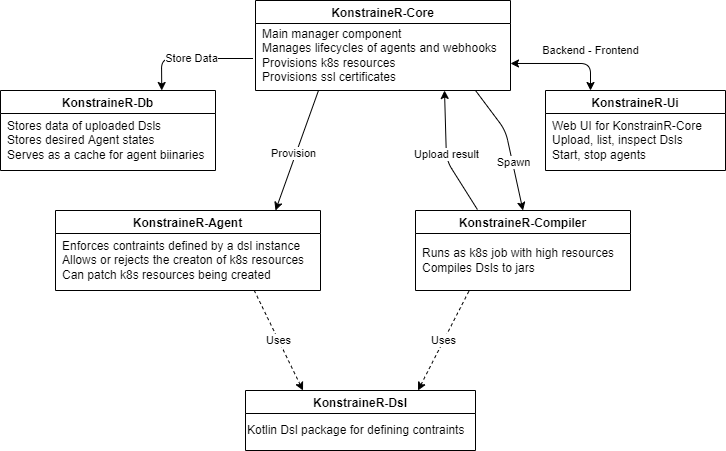 KonstraineR-Core
Main manager component
Manages lifecycles of agents and webhooks
Provisions k8s resources
Provisions ssl certificates
Store Data
Backend - Frontend
KonstraineR-Db
Stores data of uploaded Dsls
Stores desired Agent states
Serves as a cache for agent biinaries
KonstraineR-Ui
Web UI for KonstrainR-Core
Upload, list, inspect Dsls
Start, stop agents
Provision
Upload result
Spawn
KonstraineR-Agent
Enforces contraints defined by a dsl instance
Allows or rejects the creaton of k8s resources
Can patch k8s resources being created
KonstraineR-Compiler
Runs as k8s job with high resources
Compiles Dsls to jars
Uses
Uses
KonstraineR-Dsl
Kotlin Dsl package for defining contraints